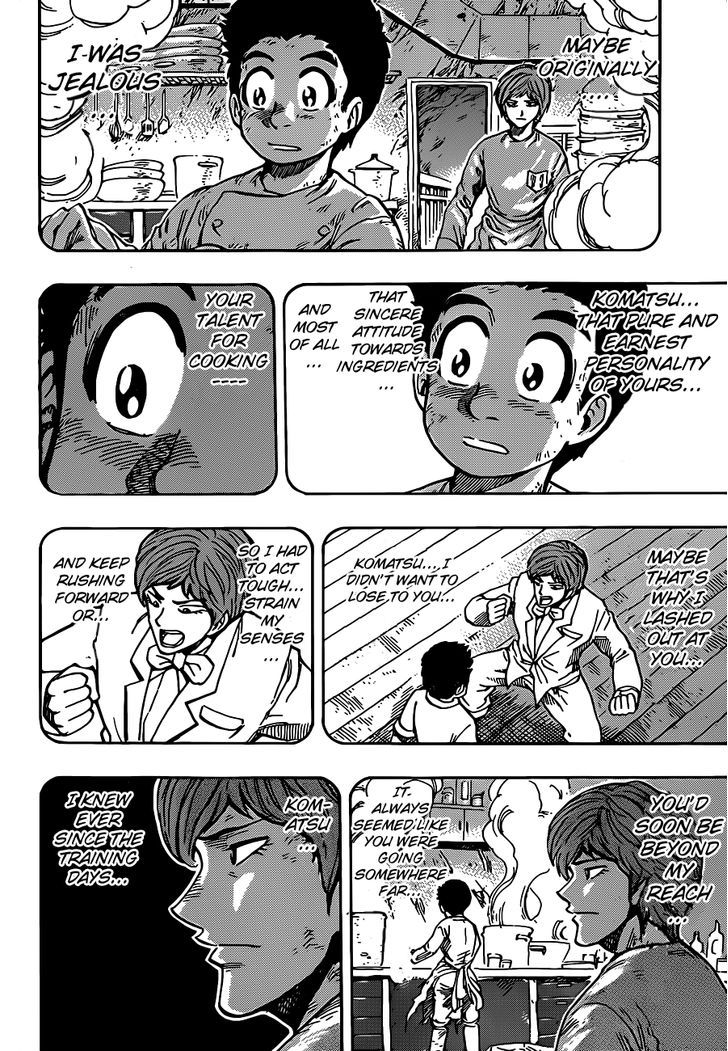 MAYBE
ORIGINALLY
I WAS
JEALOUS
KOMATSU...
THAT PURE AND
EARNEST
PERSONALITY
OF YOURS...
THAT
SINCERE
ATTITUDE
TOWARDS
INGREDIENTS
...
AND
MOST
OF ALL
...
YOUR
TALENT
FOR
COOKING
----
MAYBE
THAT'S
WHY I
LASHED
OUT AT
YOU...
KOMATSU... I
DIDN'T WANT TO
LOSE TO YOU...
SO I HAD
TO ACT
TOUGH...
STRAIN
MY
SENSES
...
AND KEEP
RUSHING
FORWARD
OR...
YOU'D
SOON BE
BEYOND
MY
REACH
...
IT
ALWAYS
SEEMED LIKE
YOU WERE
GOING
SOMEWHERE
FAR...
KOM-
ATSU
...
I KNEW
EVER
SINCE THE
TRAINING
DAYS...